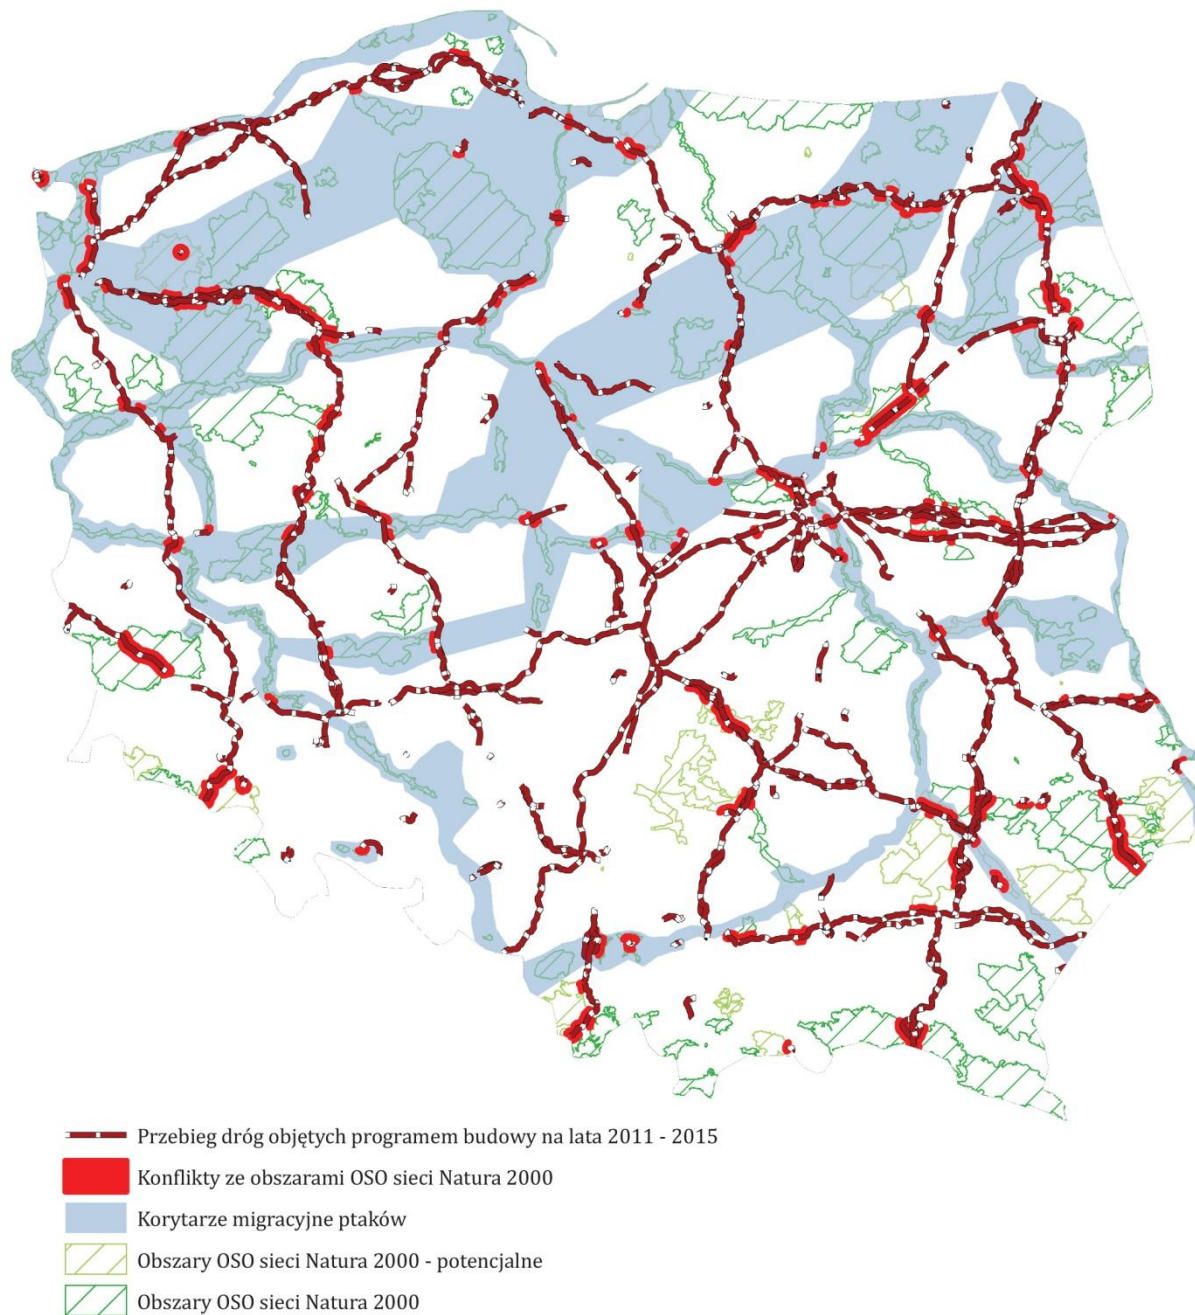 Przebieg dróg objętych programem budowy na lata 2011 - 2015
Konflikty ze obszarami OSO sieci Natura 2000
Korytarze migracyjne ptaków
Obszary OSO sieci Natura 2000 - potencjalne
Obszary OSO sieci Natura 2000